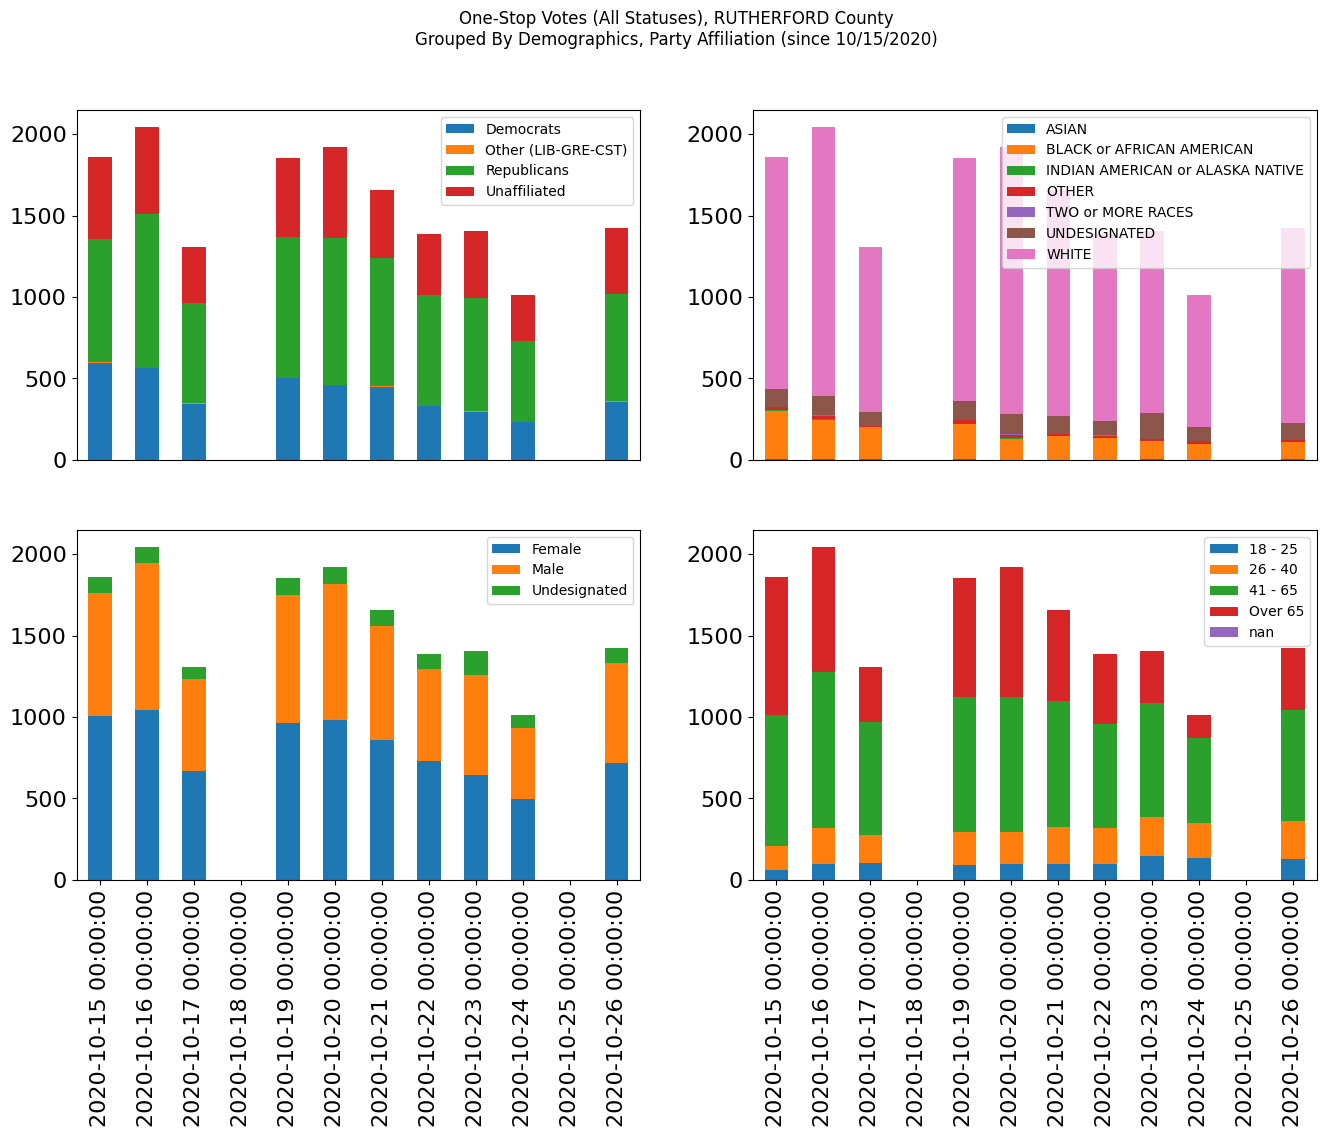 One-Stop Votes (All Statuses), RUTHERFORD County
Grouped By Demographics, Party Affiliation (since 10/15/2020)
2000
1500
1000
500
0
Democrats
Other (LIB-GRE-CST)
Republicans
Unaffiliated
2000
1500
1000
500
0
ASIAN
BLACK or AFRICAN AMERICAN
INDIAN AMERICAN or ALASKA NATIVE
OTHER
TWO or MORE RACES
UNDESIGNATED
WHITE
2000
1500
1000
500
0
Female
Male
Undesignated
2020-10-15 00:00:00
2020-10-16 00:00:00
2020-10-17 00:00:00
2020-10-18 00:00:00
2020-10-19 00:00:00
2020-10-20 00:00:00
2020-10-21 00:00:00
2020-10-22 00:00:00
2020-10-23 00:00:00
2020-10-24 00:00:00
2020-10-25 00:00:00
2020-10-26 00:00:00
2000
1500
1000
500
0
18 - 25
26 - 40
41 - 65
Over 65
nan
2020-10-15 00:00:00
2020-10-16 00:00:00
2020-10-17 00:00:00
2020-10-18 00:00:00
2020-10-19 00:00:00
2020-10-20 00:00:00
2020-10-21 00:00:00
2020-10-22 00:00:00
2020-10-23 00:00:00
2020-10-24 00:00:00
2020-10-25 00:00:00
2020-10-26 00:00:00